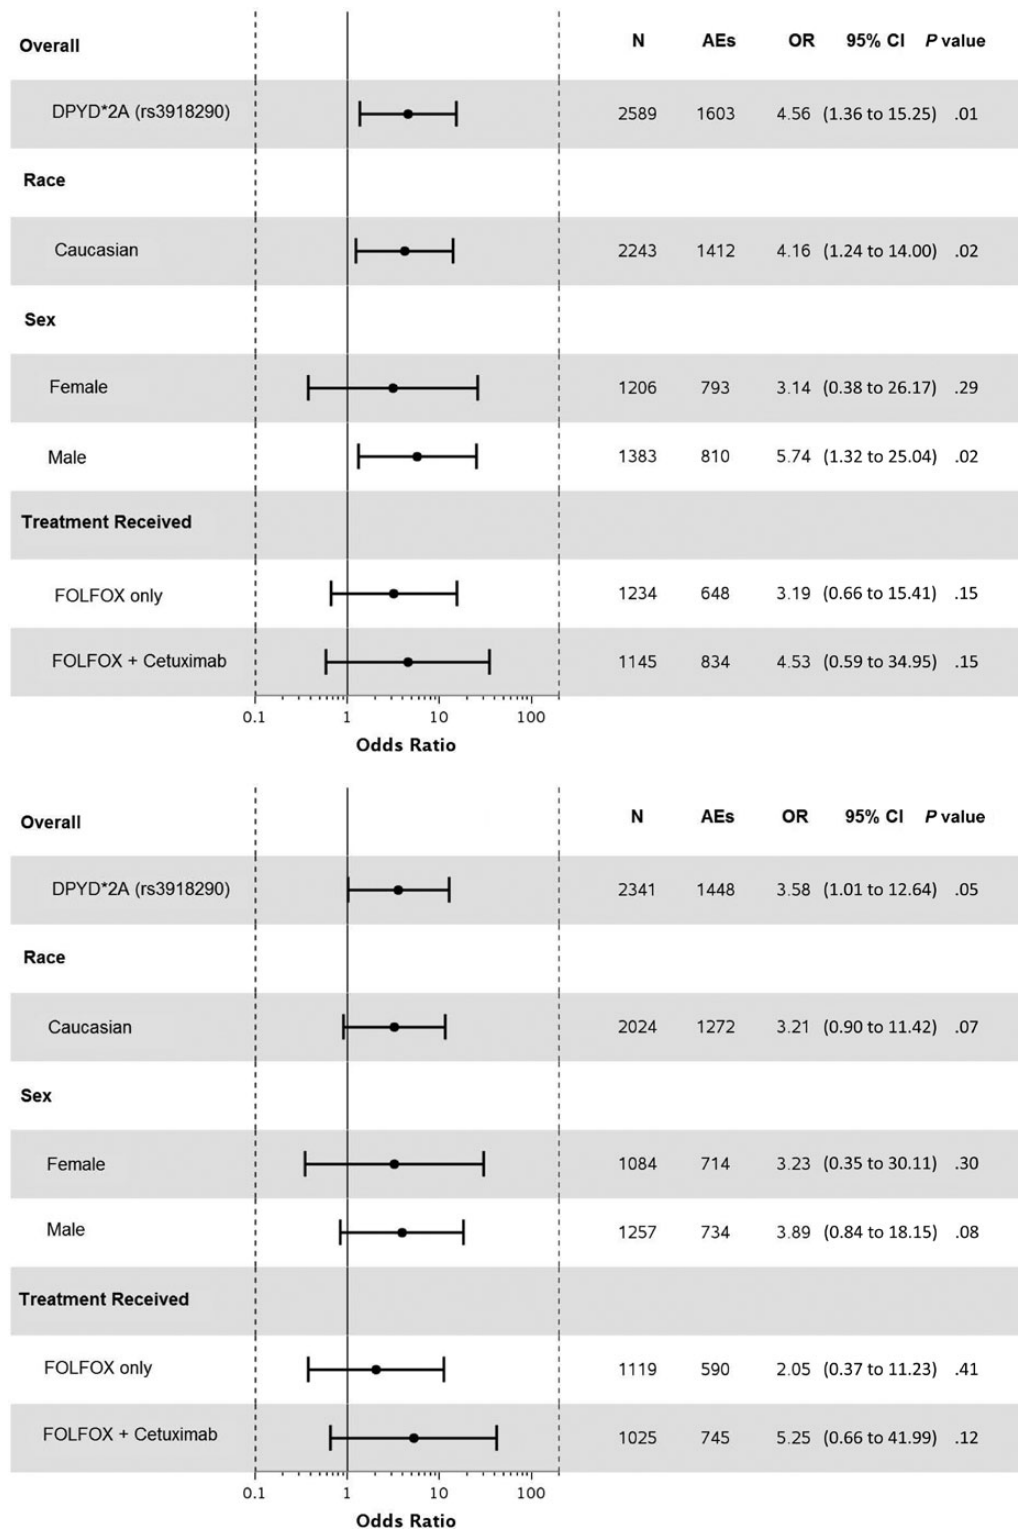 Overall N AEs OR 95% CI P value
DPYD*2A (rs3918290) 2589 1603 4.56 (1.36 to 15.25) .01
Race
Caucasian 2243 1412 4.16 (1.24 to 14.00) .02
Sex
Female 1206 793 3.14 (0.38 to 26.17) .29
Male 1383 810 5.74 (1.32 to 25.04) .02
Treatment Received
FOLFOX only 1234 648 3.19 (0.66 to 15.41) .15
FOLFOX + Cetuximab 1145 834 4.53 (0.59 to 34.95) .15
0.1 1 10 100
Odds Ratio
Overall N AEs OR 95% CI P value
DPYD*2A (rs3918290) 2341 1448 3.58 (1.01 to 12.64) .05
Race
Caucasian 2024 1272 3.21 (0.90 to 11.42) .07
Sex
Female 1084 714 3.23 (0.35 to 30.11) .30
Male 1257 734 3.89 (0.84 to 18.15) .08
Treatment Received
FOLFOX only 1119 590 2.05 (0.37 to 11.23) .41
FOLFOX + Cetuximab 1025 745 5.25 (0.66 to 41.99) .12
0.1 1 10 100
Odds Ratio